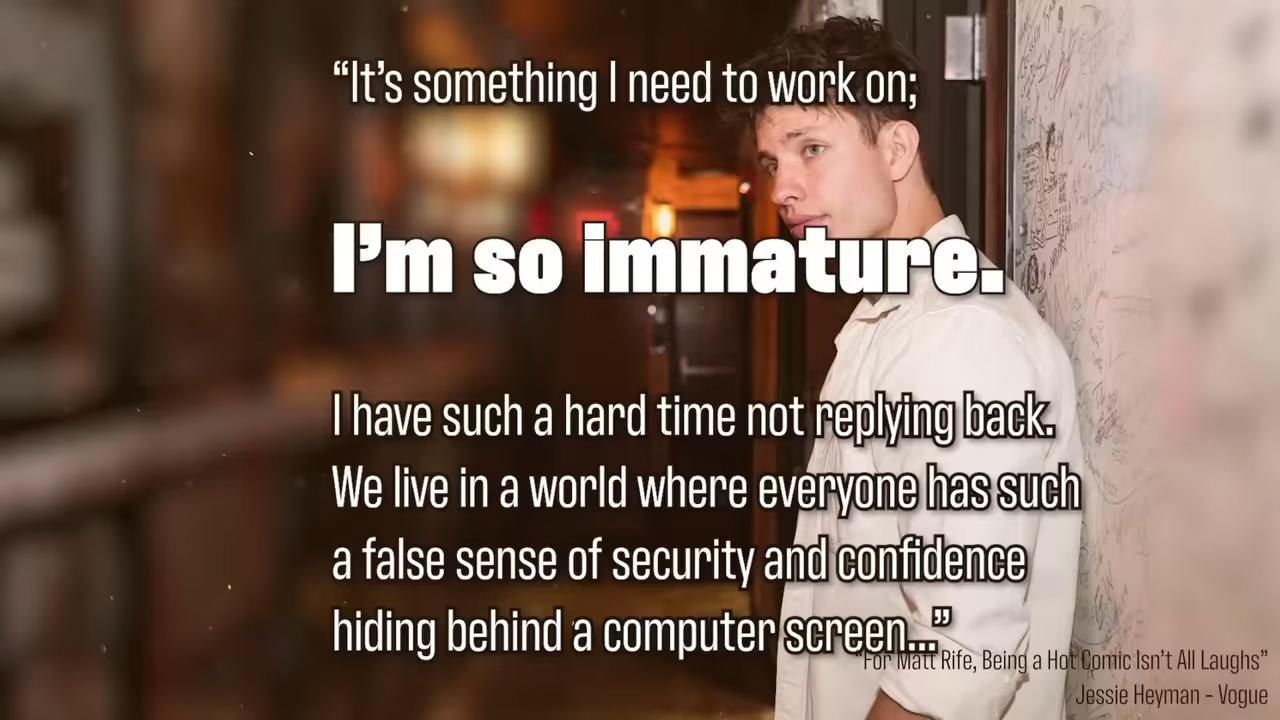 “It’s something I need to work on;
I’m so immature.
I have such a hard time not replying back.
We live in a world where everyone has such
a false sense of security and confidence
hiding behind a computer screen...”
“For Matt Rife, Being a Hot Comic Isn’t All Laughs”
Jessie Heyman - Vogue